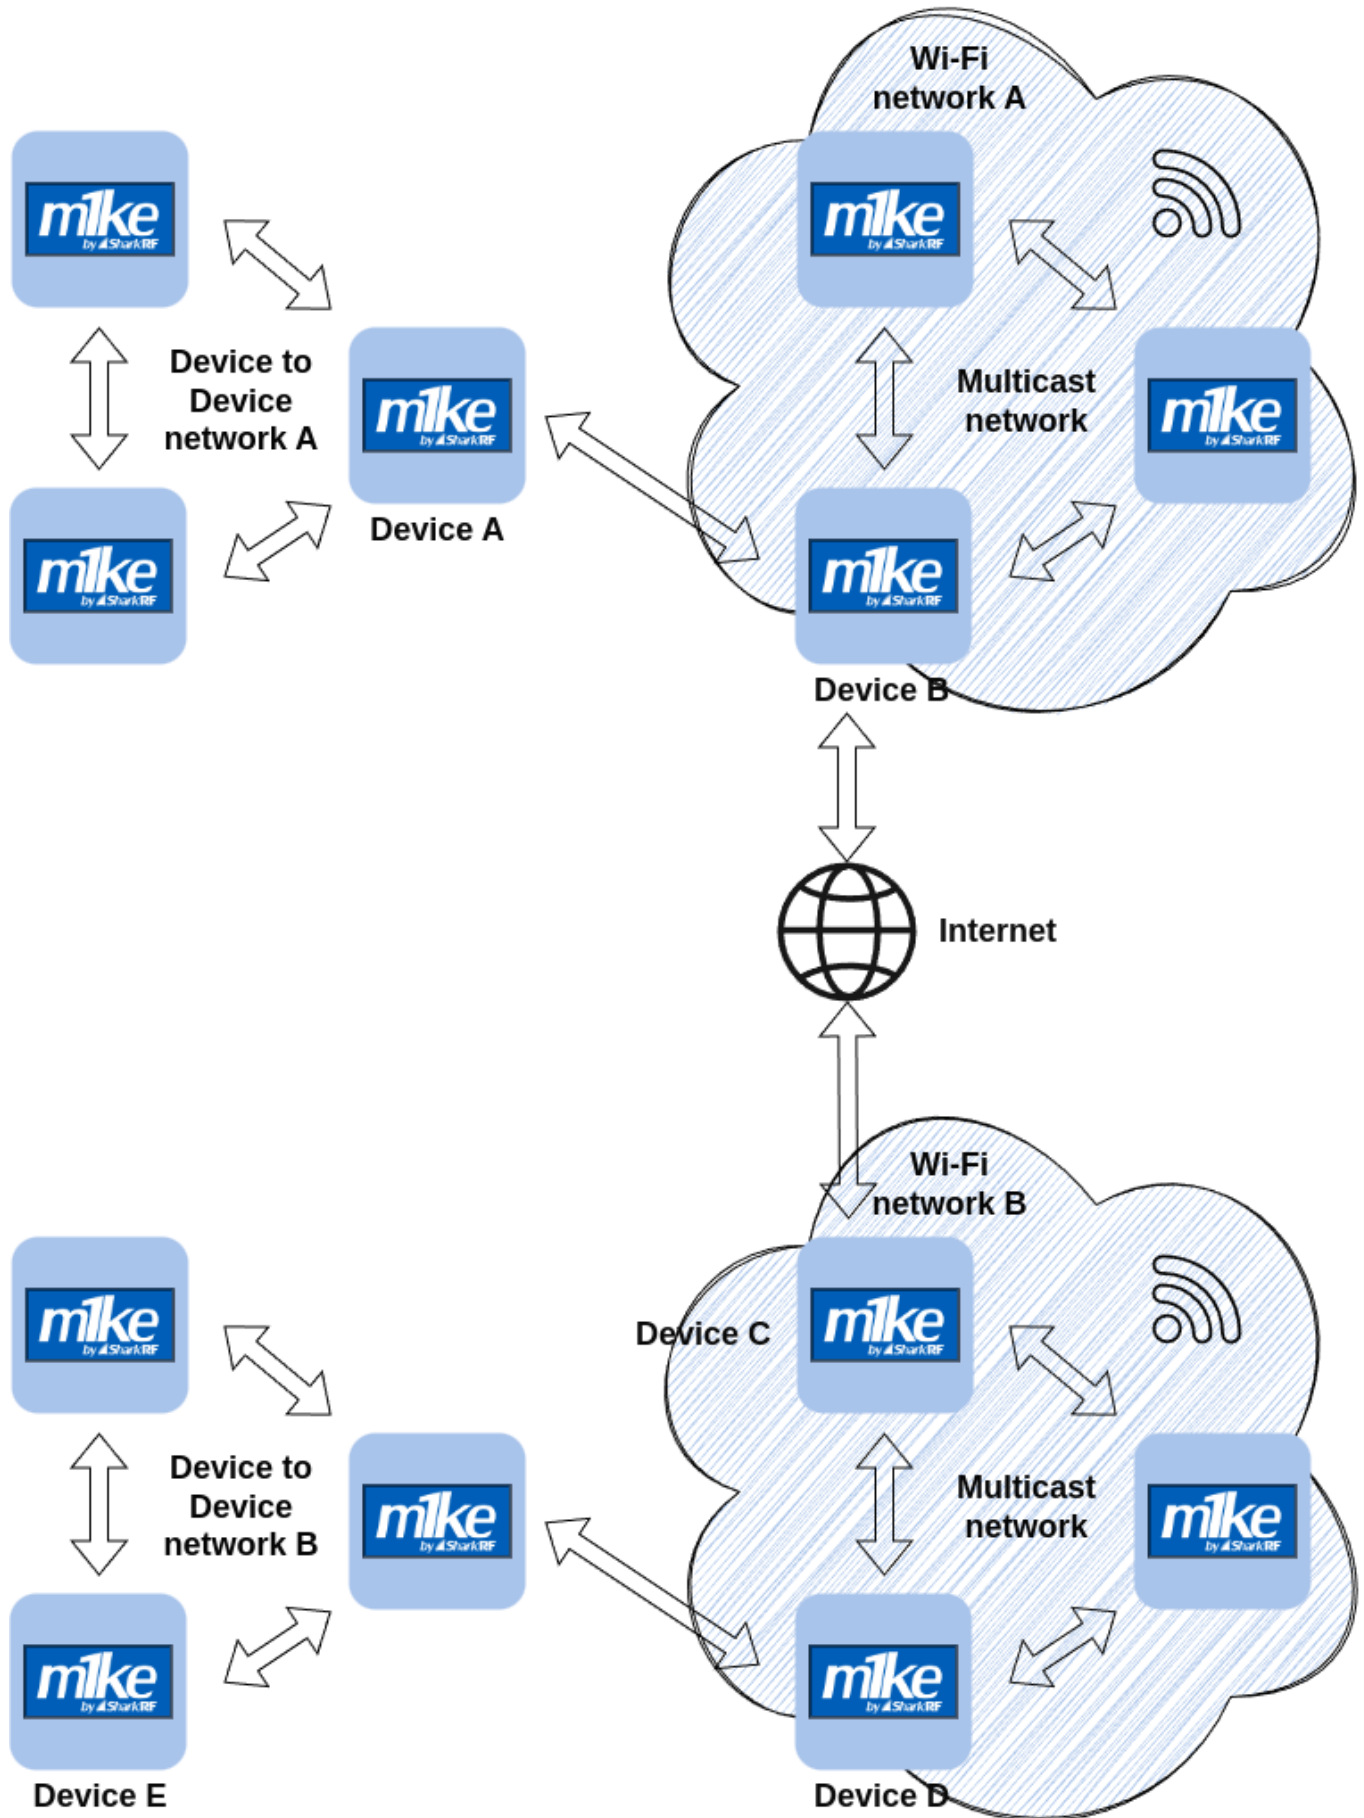 Wi-Fi
network A
m1ke
by SharkRF
m1ke
by SharkRF
Device to
Device
network A
m1ke
by SharkRF
Device A
Multicast
network
m1ke
by SharkRF
m1ke
by SharkRF
m1ke
by SharkRF
Device B
Internet
Wi-Fi
network B
m1ke
by SharkRF
Device C
m1ke
by SharkRF
Device to
Device
network B
m1ke
by SharkRF
Multicast
network
m1ke
by SharkRF
m1ke
by SharkRF
Device E
m1ke
by SharkRF
Device D